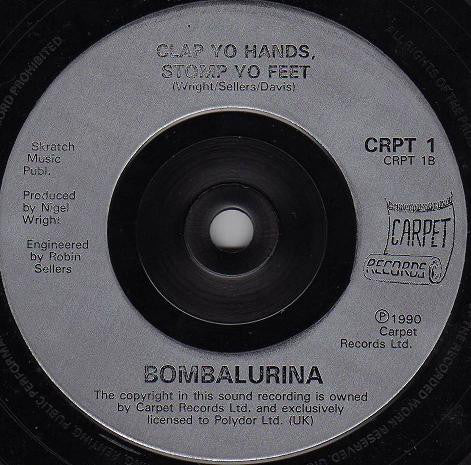 CLAP YO HANDS,
STOMP YO FEET
(Wright/Sellers/Davis)
Skratch
Music
Publ.
Produced
by Nigel
Wright
Engineered
by Robin
Sellers
CRPT 1
CRPT 1B
CARPET
RECORDS
℗ 1990
Carpet
Records Ltd.
BOMBALURINA
The copyright in this sound recording is owned
by Carpet Records Ltd. and exclusively
licensed to Polydor Ltd. (UK)